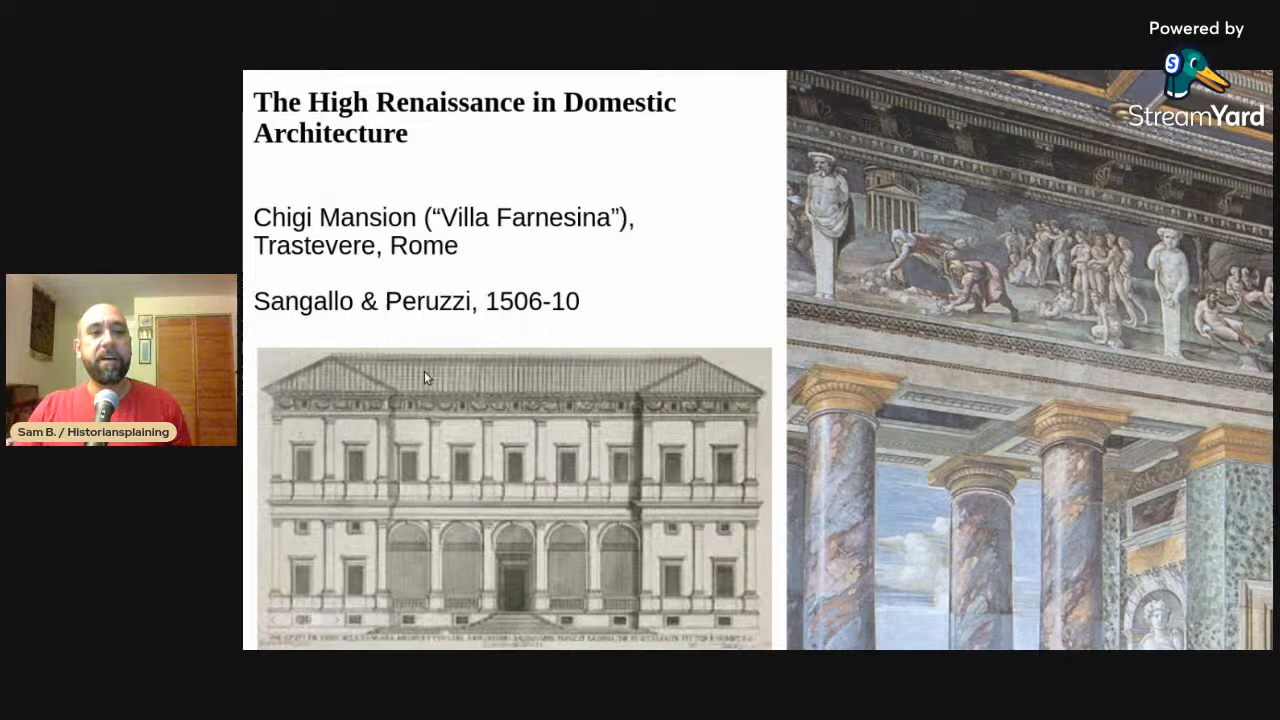 Powered by
StreamYard
The High Renaissance in Domestic
Architecture
Chigi Mansion (“Villa Farnesina”),
Trastevere, Rome
Sangallo & Peruzzi, 1506-10
Sam B. / Historiansplaining